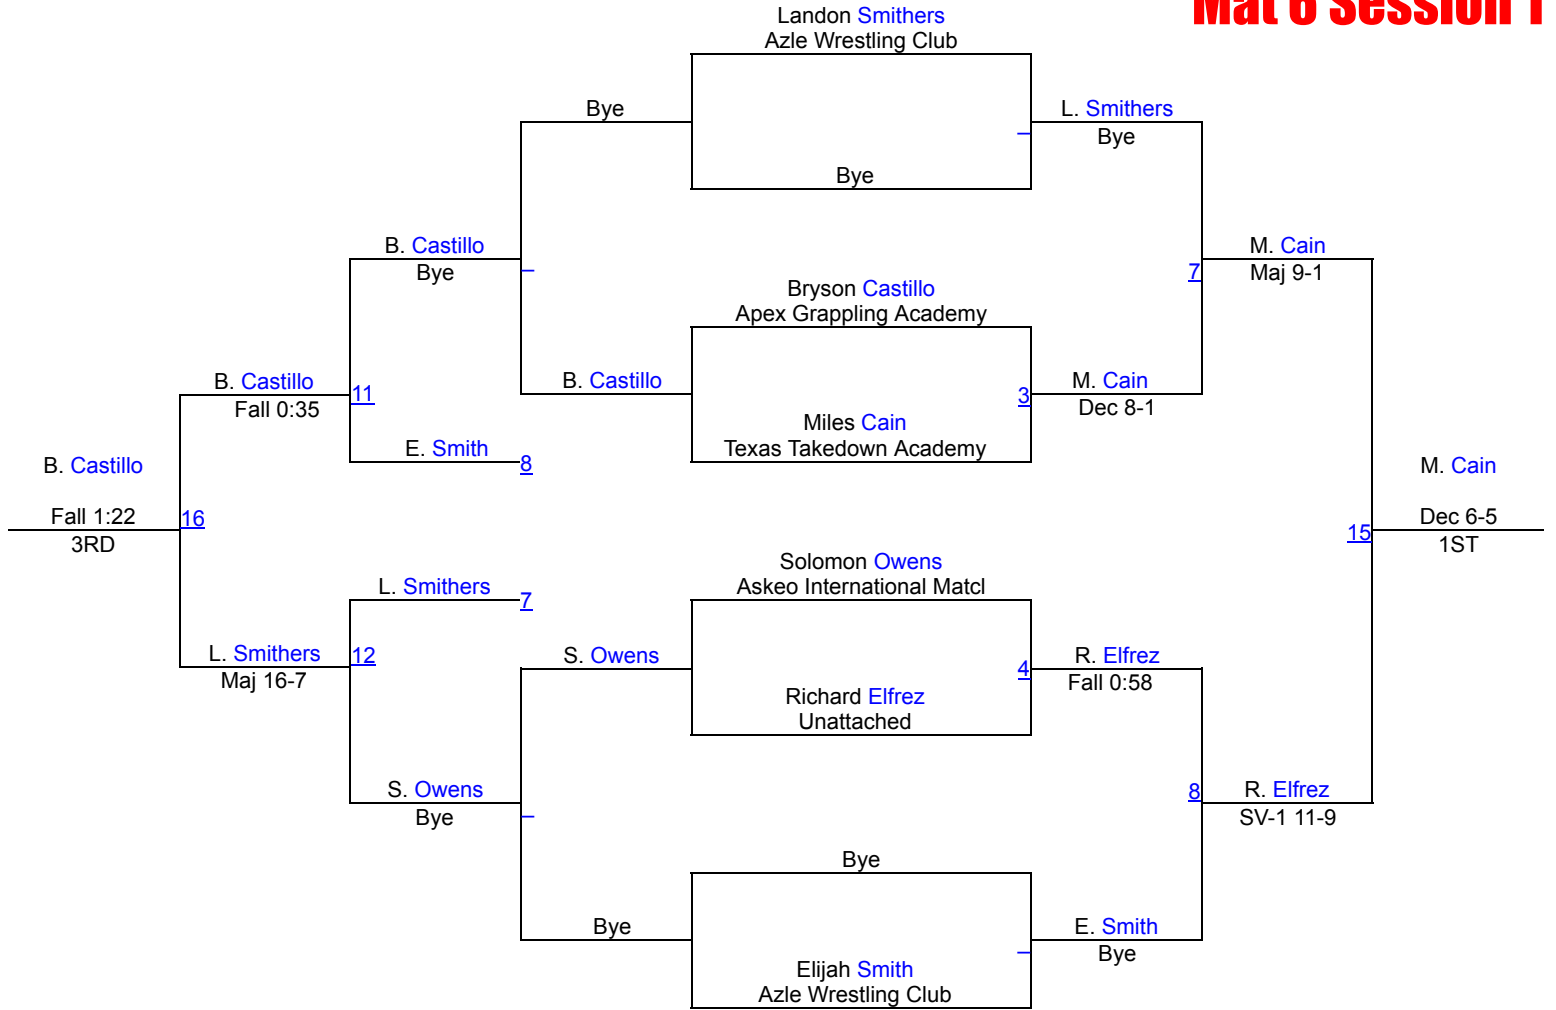 Mat 6 Session 1
Landon Smithers
Azle Wrestling Club
Bye
L. Smithers
Bye
Bye
B. Castillo
Bye
M. Cain
Maj 9-1
7
Bryson Castillo
Apex Grappling Academy
B. Castillo
Fall 0:35
11
B. Castillo
3
M. Cain
Dec 8-1
Miles Cain
Texas Takedown Academy
E. Smith
8
B. Castillo
Fall 1:22
3RD
16
M. Cain
Dec 6-5
1ST
15
Solomon Owens
Askeo International Matcl
L. Smithers
7
L. Smithers
Maj 16-7
12
S. Owens
4
R. Elfrez
Fall 0:58
Richard Elfrez
Unattached
S. Owens
Bye
8
R. Elfrez
SV-1 11-9
Bye
Bye
E. Smith
Bye
Elijah Smith
Azle Wrestling Club